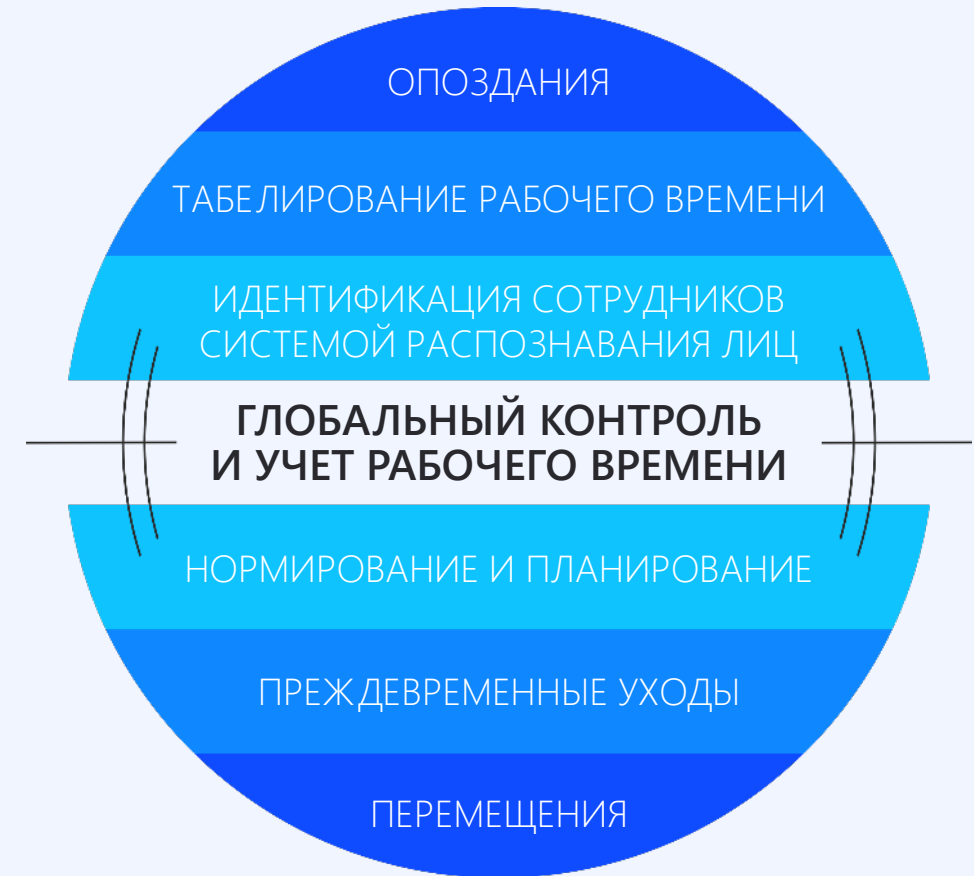 ОПОЗДАНИЯ
ТАБЕЛИРОВАНИЕ РАБОЧЕГО ВРЕМЕНИ
ИДЕНТИФИКАЦИЯ СОТРУДНИКОВ
СИСТЕМОЙ РАСПОЗНАВАНИЯ ЛИЦ
ГЛОБАЛЬНЫЙ КОНТРОЛЬ
И УЧЕТ РАБОЧЕГО ВРЕМЕНИ
НОРМИРОВАНИЕ И ПЛАНИРОВАНИЕ
ПРЕЖДЕВРЕМЕННЫЕ УХОДЫ
ПЕРЕМЕЩЕНИЯ